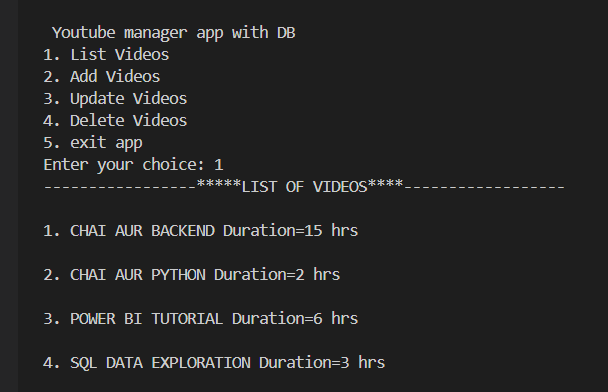 Youtube manager app with DB
1. List Videos
2. Add Videos
3. Update Videos
4. Delete Videos
5. exit app
Enter your choice: 1
-----------------*****LIST OF VIDEOS****------------------
1. CHAI AUR BACKEND Duration=15 hrs
2. CHAI AUR PYTHON Duration=2 hrs
3. POWER BI TUTORIAL Duration=6 hrs
4. SQL DATA EXPLORATION Duration=3 hrs